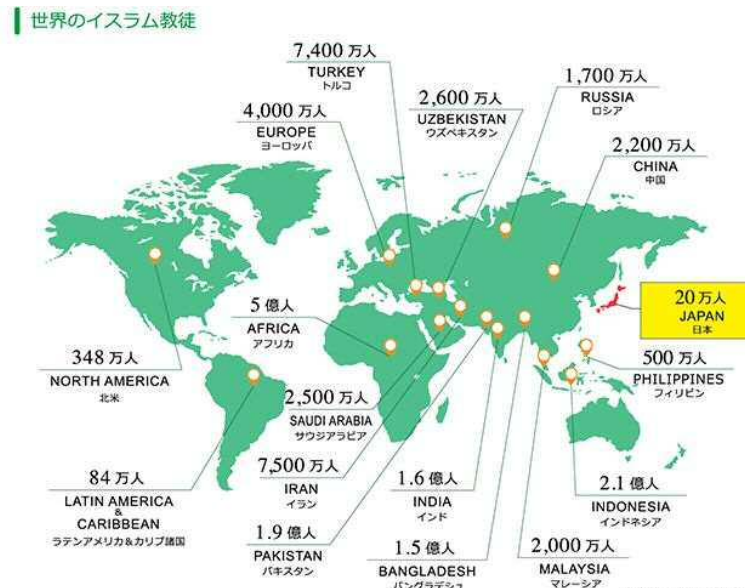 世界のイスラム教徒
7,400 万人
TURKEY
トルコ
1,700 万人
RUSSIA
ロシア
2,600 万人
UZBEKISTAN
ウズベキスタン
4,000 万人
EUROPE
ヨーロッパ
2,200 万人
CHINA
中国
20 万人
JAPAN
日本
5 億人
AFRICA
アフリカ
348 万人
NORTH AMERICA
北米
500 万人
PHILIPPINES
フィリピン
2,500 万人
SAUDI ARABIA
サウジアラビア
7,500 万人
IRAN
イラン
84 万人
LATIN AMERICA
&
CARIBBEAN
ラテンアメリカ＆カリブ諸国
1.6 億人
INDIA
インド
2.1 億人
INDONESIA
インドネシア
1.9 億人
PAKISTAN
パキスタン
1.5 億人
BANGLADESH
バングラデシュ
2,000 万人
MALAYSIA
マレーシア